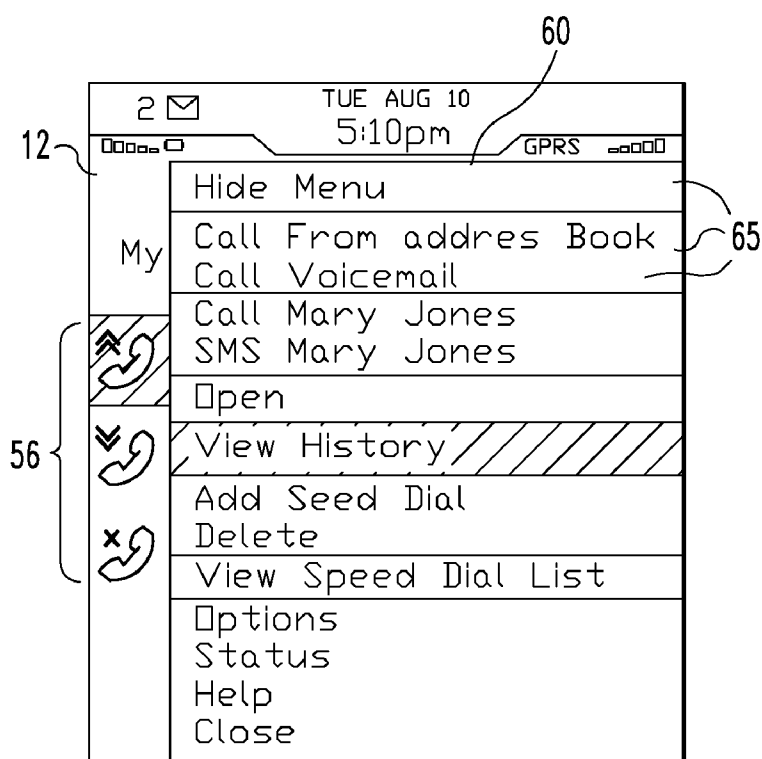 60
2
TUE AUG 10
5:10pm
12
GPRS
Hide Menu
My
Call From addres Book
65
Call Voicemail
Call Mary Jones
SMS Mary Jones
Open
56
View History
Add Seed Dial
Delete
View Speed Dial List
Options
Status
Help
Close